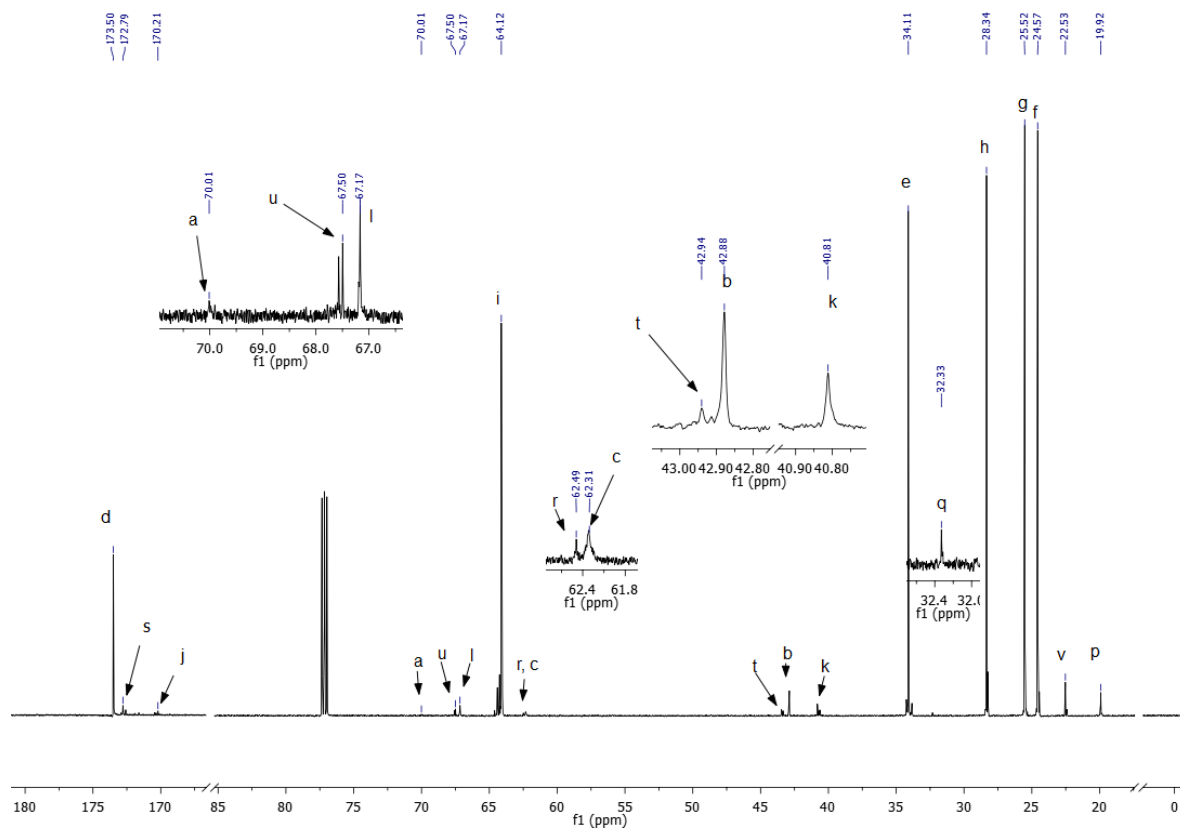 173.50 172.79 170.21 70.01 67.50 67.17 64.12 34.11 28.34 25.52 24.57 22.53 19.92
g f
h
70.01 67.50 67.17
e
u l
a
42.94 42.88 40.81
b
i
k
t
32.33
70.0 69.0 68.0 67.0
f1 (ppm)
c
62.49 62.31
r
43.00 42.90 42.80 40.90 40.80
f1 (ppm)
q
d
62.4 61.8
f1 (ppm)
32.4 32.0
f1 (ppm)
s
j
a u l r, c t b k v p
180 175 170 85 80 75 70 65 60 55 50 45 40 35 30 25 20 0
f1 (ppm)